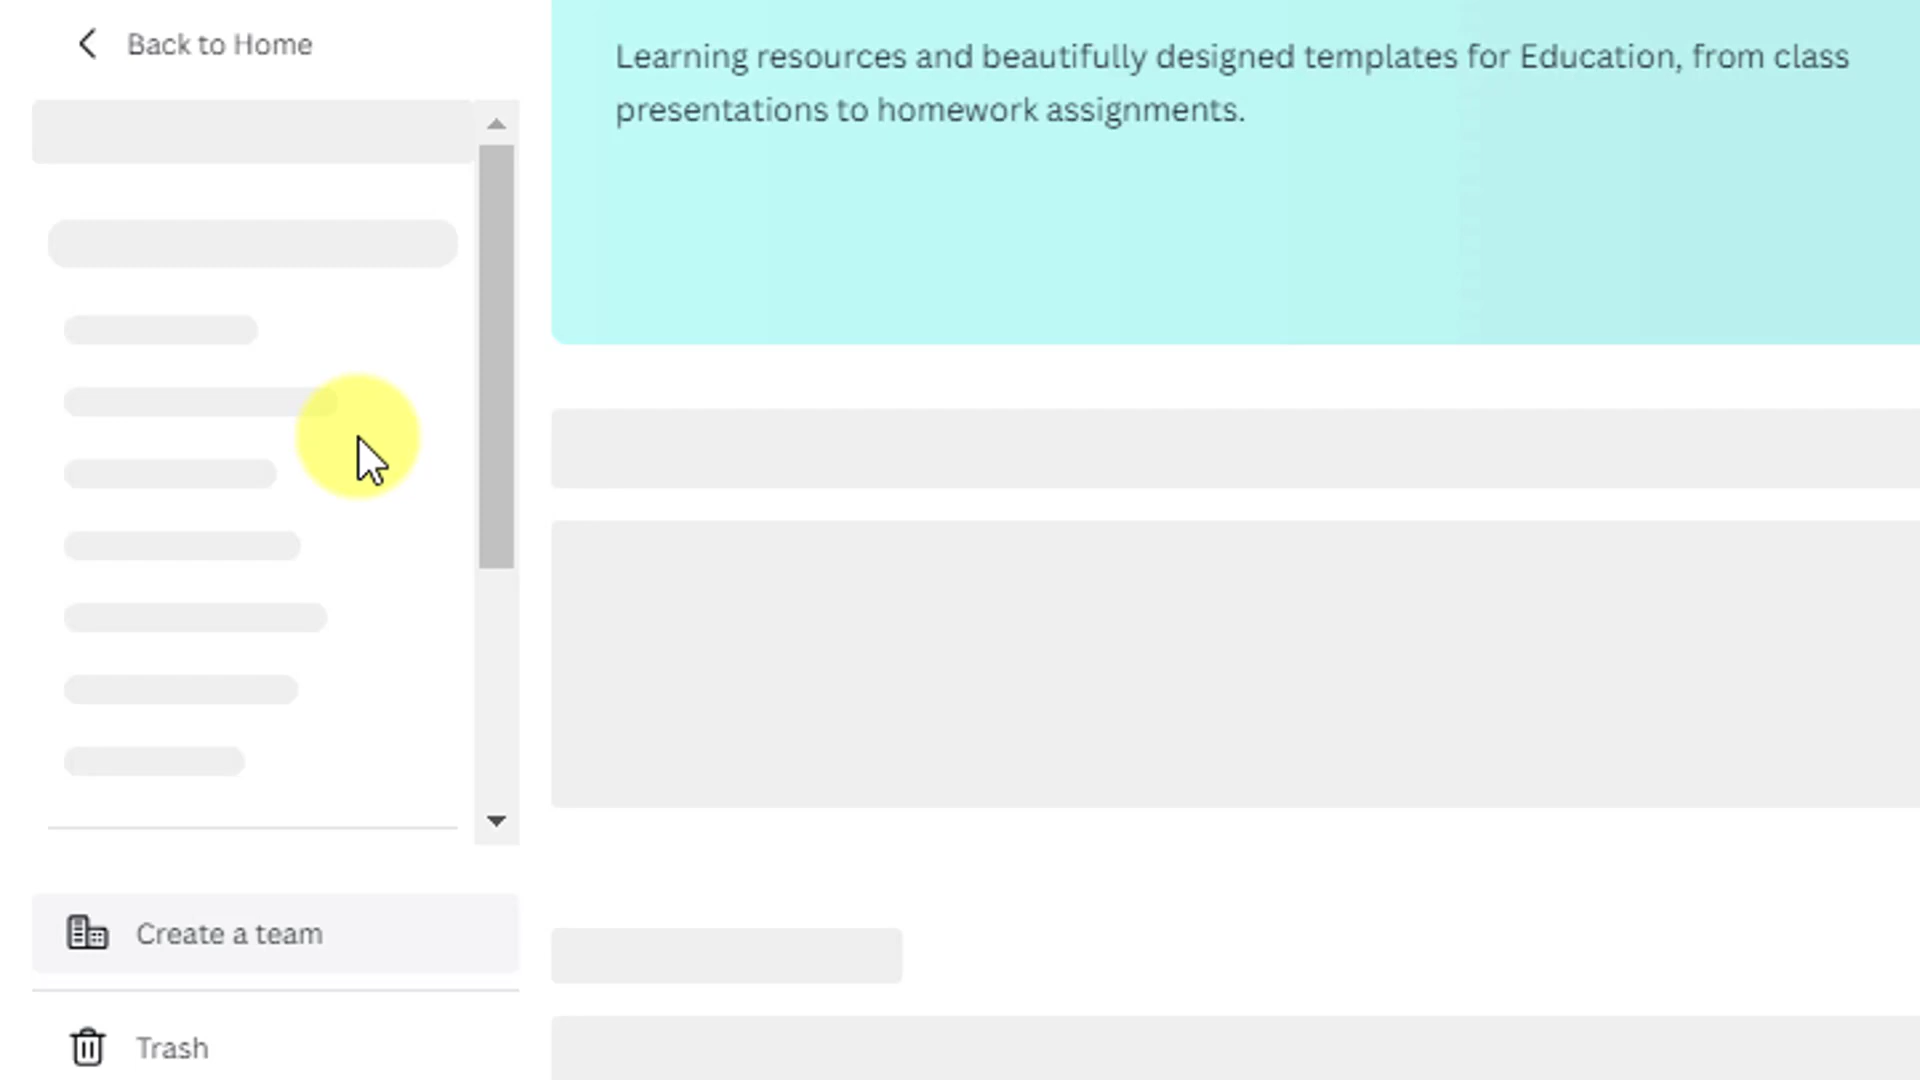 Back to Home
Learning resources and beautifully designed templates for Education, from class
presentations to homework assignments.
Create a team
Trash